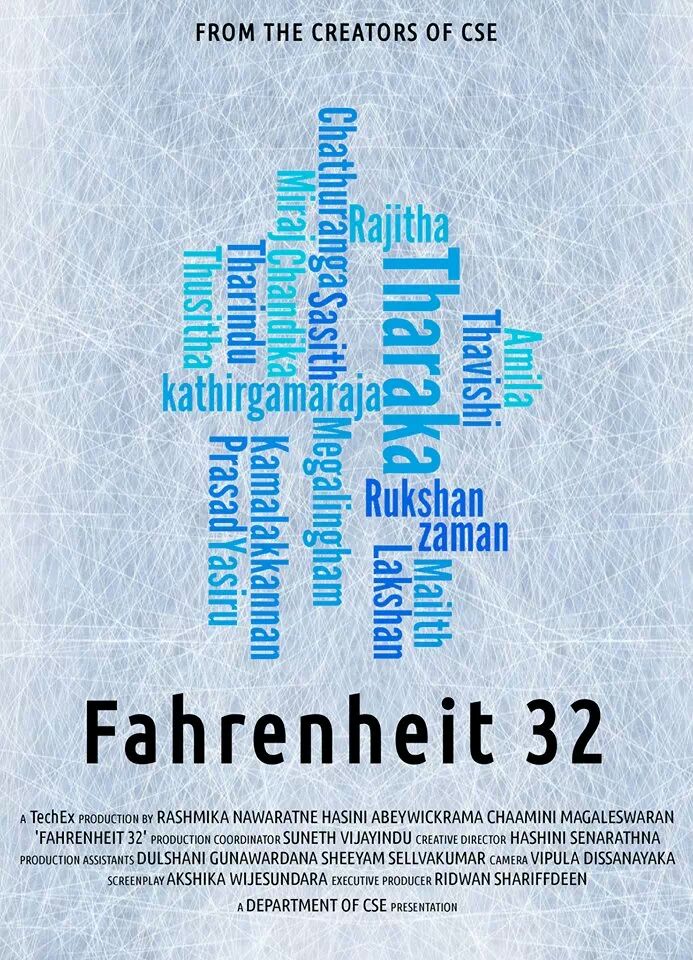 FROM THE CREATORS OF CSE
Chathuranga
Miraj
Rajitha
Tharindu
Thusitha
Chandika
Sasith
Tharaka
Thavishi
Amila
kathirgamaraja
Megalingham
Kamalakkannan
Prasad
Yasiru
Rukshan
zaman
Lakshan
Mailth
Fahrenheit 32
A TechEx PRODUCTION BY RASHMIKA NAWARATNE HASINI ABEYWICKRAMA CHAAMINI MAGALESWARAN
'FAHRENHEIT 32' PRODUCTION COORDINATOR SUNETH VIJAYINDU CREATIVE DIRECTOR HASHINI SENARATHNA
PRODUCTION ASSISTANTS DULSHANI GUNAWARDANA SHEEYAM SELLVAKUMAR CAMERA VIPULA DISSANAYAKA
SCREENPLAY AKSHIKA WIJESUNDARA EXECUTIVE PRODUCER RIDWAN SHARIFFDEEN
A DEPARTMENT OF CSE PRESENTATION